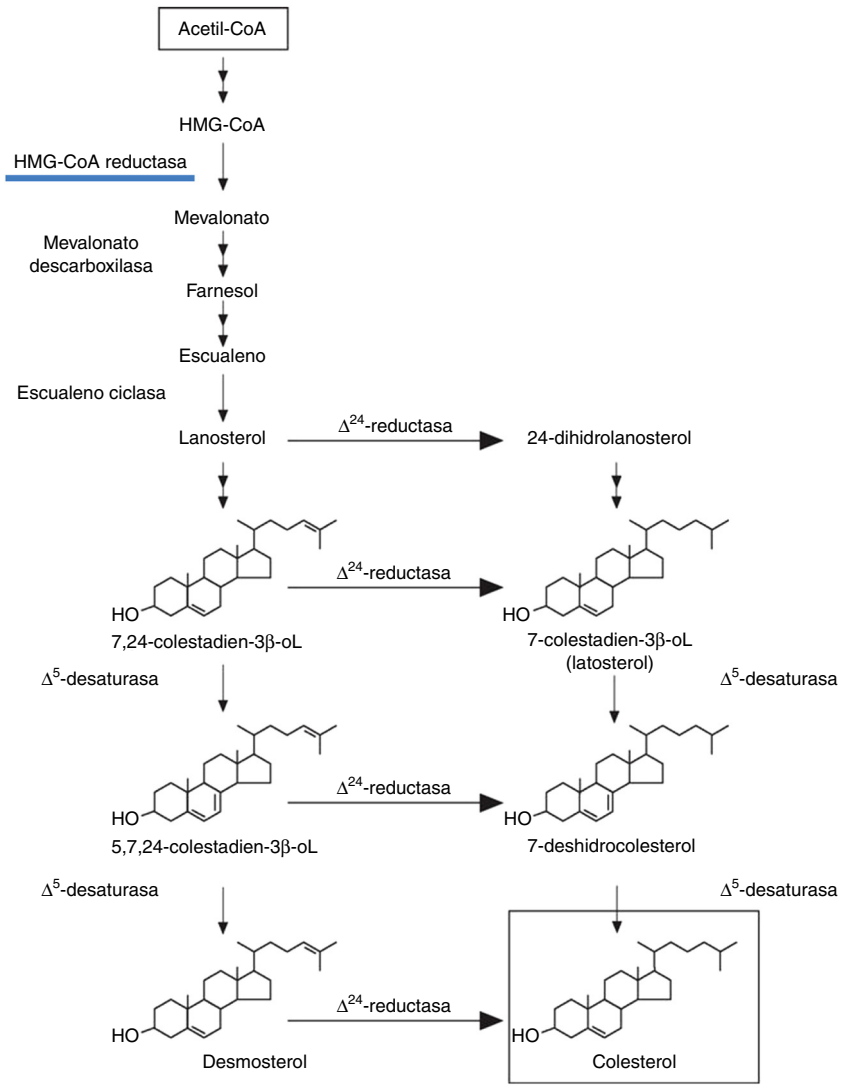 Acetil-CoA
HMG-CoA
HMG-CoA reductasa
Mevalonato
Mevalonato
descarboxilasa
Farnesol
Escualeno
Escualeno ciclasa
Lanosterol
Δ24-reductasa
24-dihidrolanosterol
HO
Δ24-reductasa
HO
7,24-colestadien-3β-oL
7-colestadien-3β-oL
(latosterol)
Δ5-desaturasa
Δ5-desaturasa
HO
Δ24-reductasa
HO
5,7,24-colestadien-3β-oL
7-deshidrocolesterol
Δ5-desaturasa
Δ5-desaturasa
HO
Δ24-reductasa
HO
Desmosterol
Colesterol